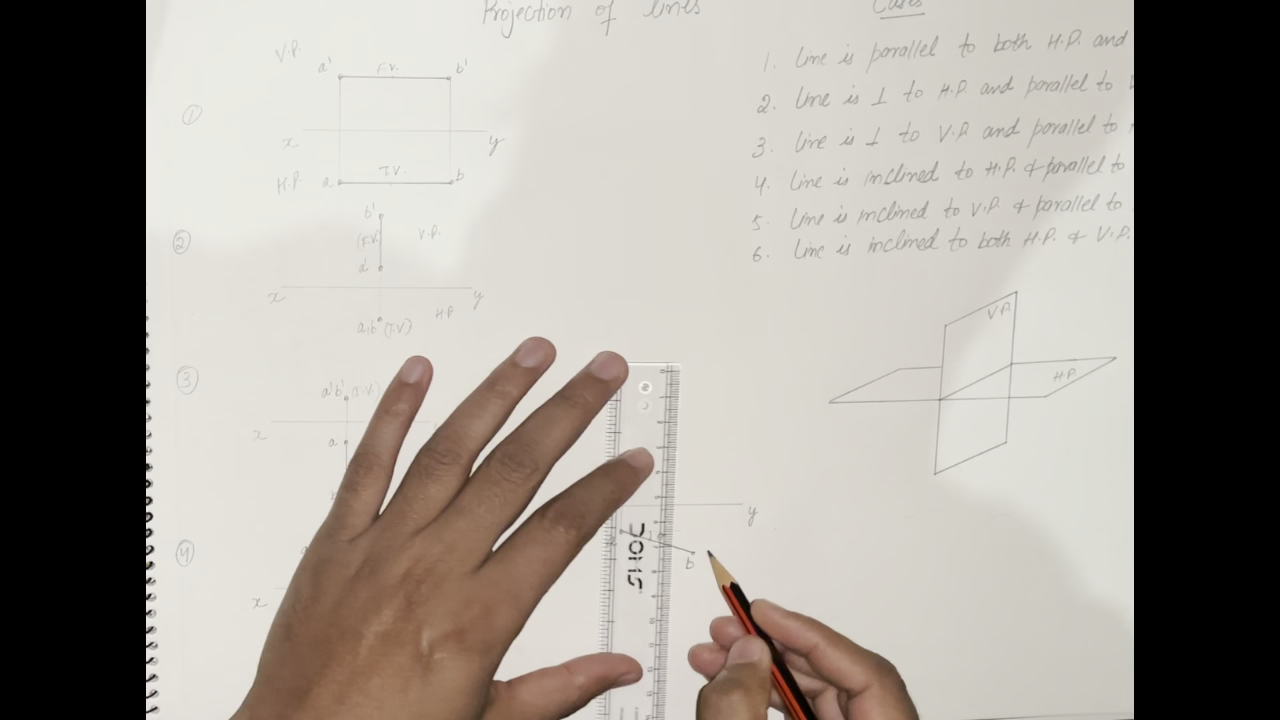 Projection of lines
Cases
1. Line is parallel to both H.P. and
2. Line is ⊥ to H.P. and parallel to
3. Line is ⊥ to V.P. and parallel to
4. Line is inclined to H.P. & parallel to
5. Line is inclined to V.P. & parallel to
6. Line is inclined to both H.P. & V.P.
V.P.
a' F.V. b'
1
x y
H.P. a T.V. b
2
b'
(F.V. V.P.
a'
x y
H.P.
a,b (T.V.)
3
a'b'
x
a
4
x
V.P.
H.P.
y
b
DOMS